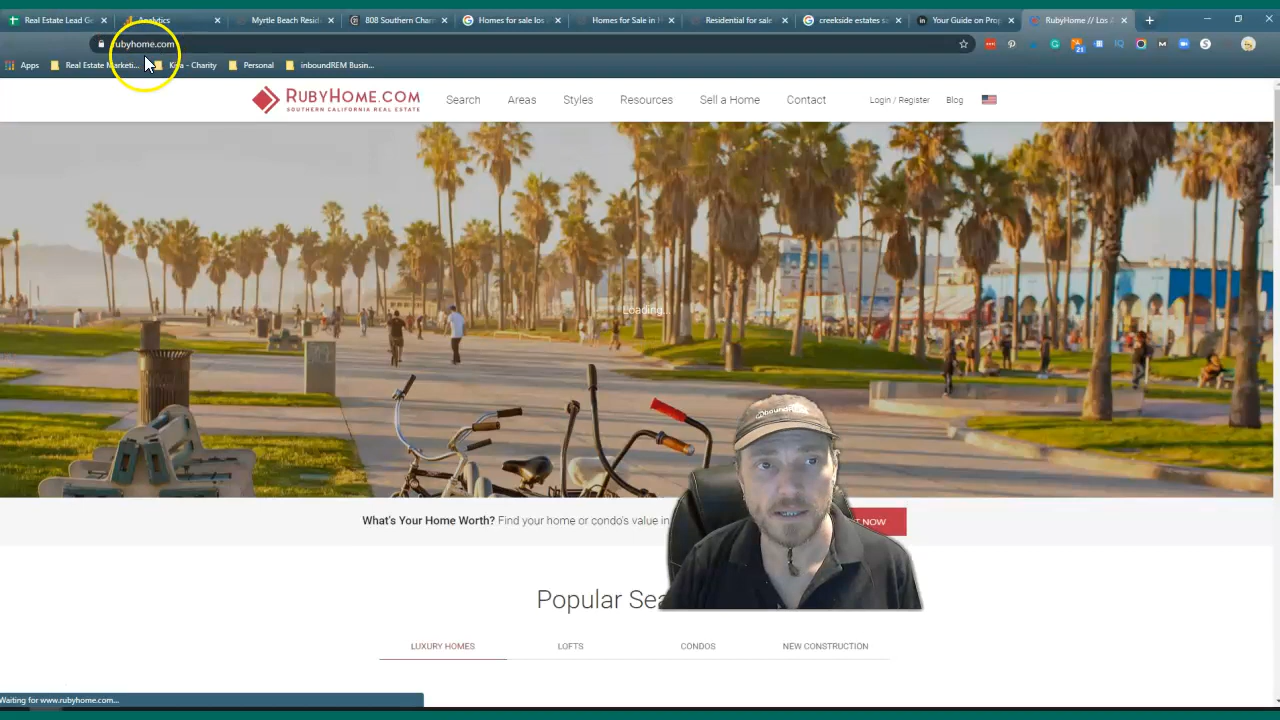 Real Estate Lead G
Analytics
Myrtle Beach Resid
808 Southern Cham
Homes for sale los
Homes for Sale in
Residential for sale
creekside estates s
Your Guide on Prop
RubyHome // Los A
rubyhome.com
21
Apps
Real Estate Marketi...
Kiva - Charity
Personal
inboundREM Busin...
RUBYHOME.COM
SOUTHERN CALIFORNIA REAL ESTATE
Search
Areas
Styles
Resources
Sell a Home
Contact
Login / Register
Blog
Loading...
What's Your Home Worth? Find your home or condo's value in
NOW
Popular Sea
LUXURY HOMES
LOFTS
CONDOS
NEW CONSTRUCTION
Waiting for www.rubyhome.com...